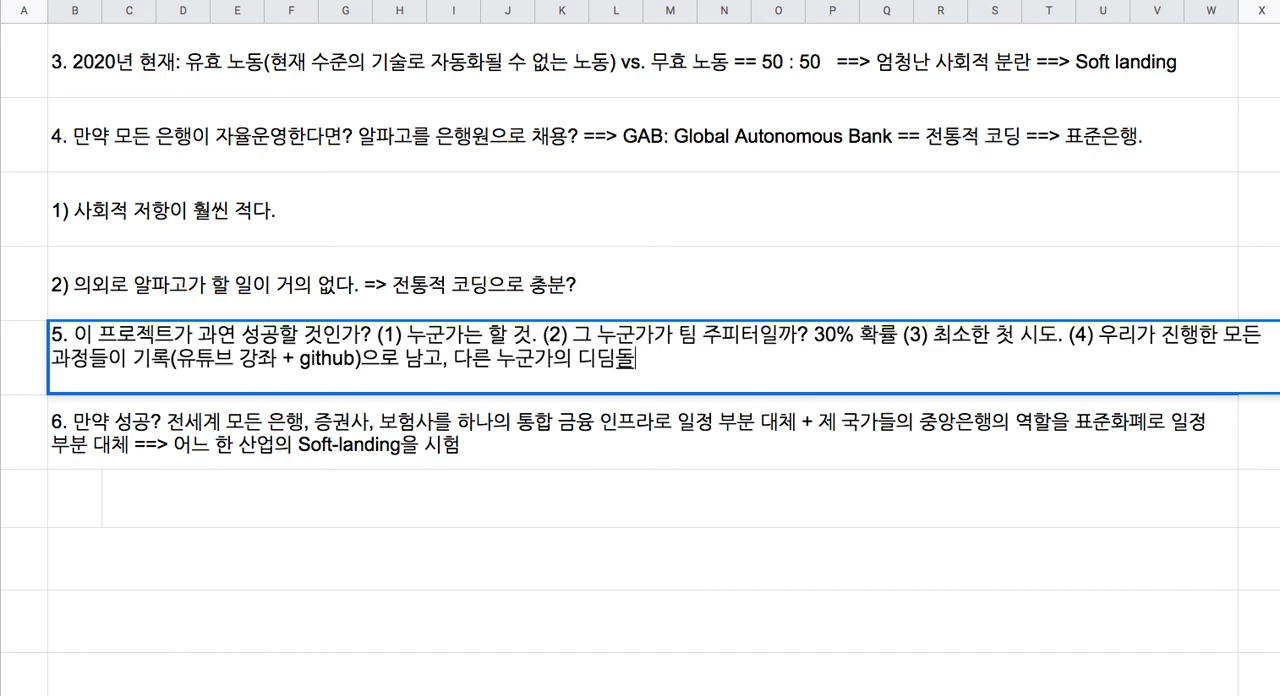 A B C D E F G H I J K L M N O P Q R S T U V W X
3. 2020년 현재: 유효 노동(현재 수준의 기술로 자동화될 수 없는 노동) vs. 무효 노동 == 50 : 50 ==> 엄청난 사회적 분란 ==> Soft landing
4. 만약 모든 은행이 자율운영한다면? 알파고를 은행원으로 채용? ==> GAB: Global Autonomous Bank == 전통적 코딩 ==> 표준은행.
1) 사회적 저항이 훨씬 적다.
2) 의외로 알파고가 할 일이 거의 없다. => 전통적 코딩으로 충분?
5. 이 프로젝트가 과연 성공할 것인가? (1) 누군가는 할 것. (2) 그 누군가가 팀 주피터일까? 30% 확률 (3) 최소한 첫 시도. (4) 우리가 진행한 모든
과정들이 기록(유튜브 강좌 + github)으로 남고, 다른 누군가의 디딤돌
6. 만약 성공? 전세계 모든 은행, 증권사, 보험사를 하나의 통합 금융 인프라로 일정 부분 대체 + 제 국가들의 중앙은행의 역할을 표준화폐로 일정
부분 대체 ==> 어느 한 산업의 Soft-landing을 시험